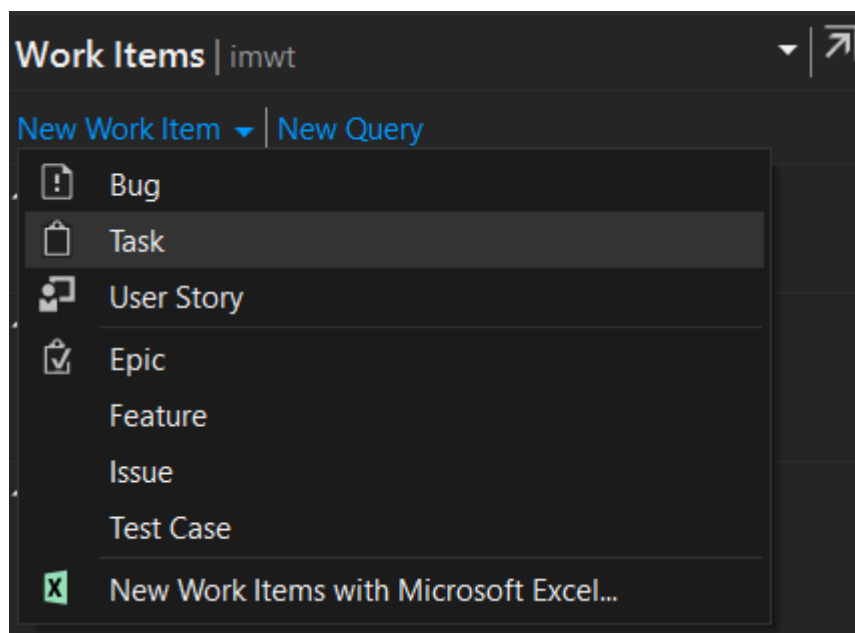 Work Items | imwt
New Work Item | New Query
Bug
Task
User Story
Epic
Feature
Issue
Test Case
New Work Items with Microsoft Excel...